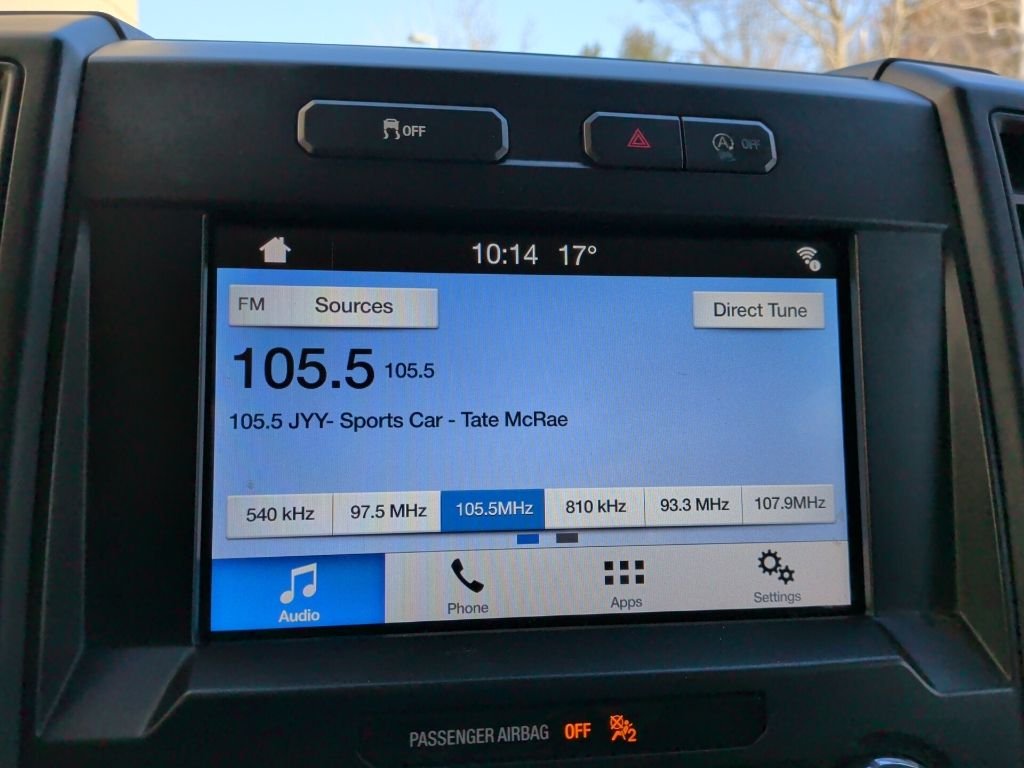 OFF
A OFF
10:14 17°
FM Sources
Direct Tune
105.5 105.5
105.5 JYY- Sports Car - Tate McRae
540 kHz 97.5 MHz 105.5MHz 810 kHz 93.3 MHz 107.9MHz
Audio Phone Apps Settings
PASSENGER AIRBAG OFF 2